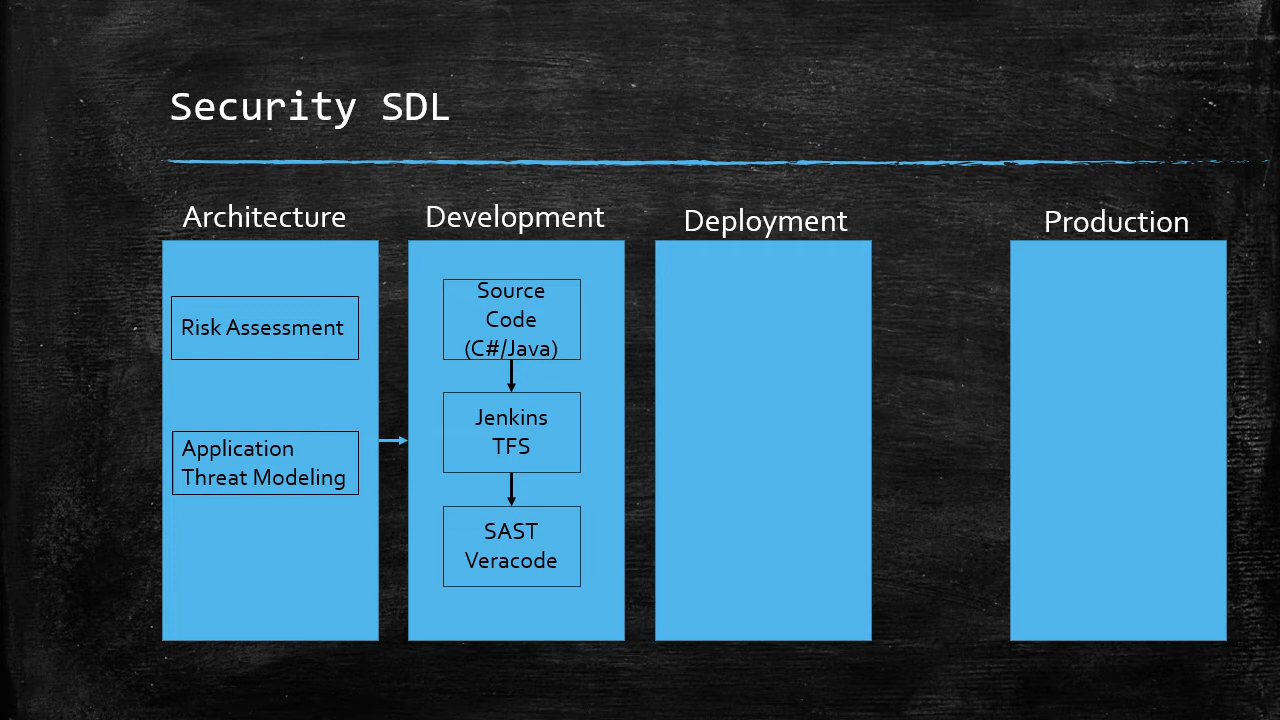 Security SDL
Architecture
Development
Deployment
Production
Risk Assessment
Application
Threat Modeling
Source
Code
(C#/Java)
Jenkins
TFS
SAST
Veracode